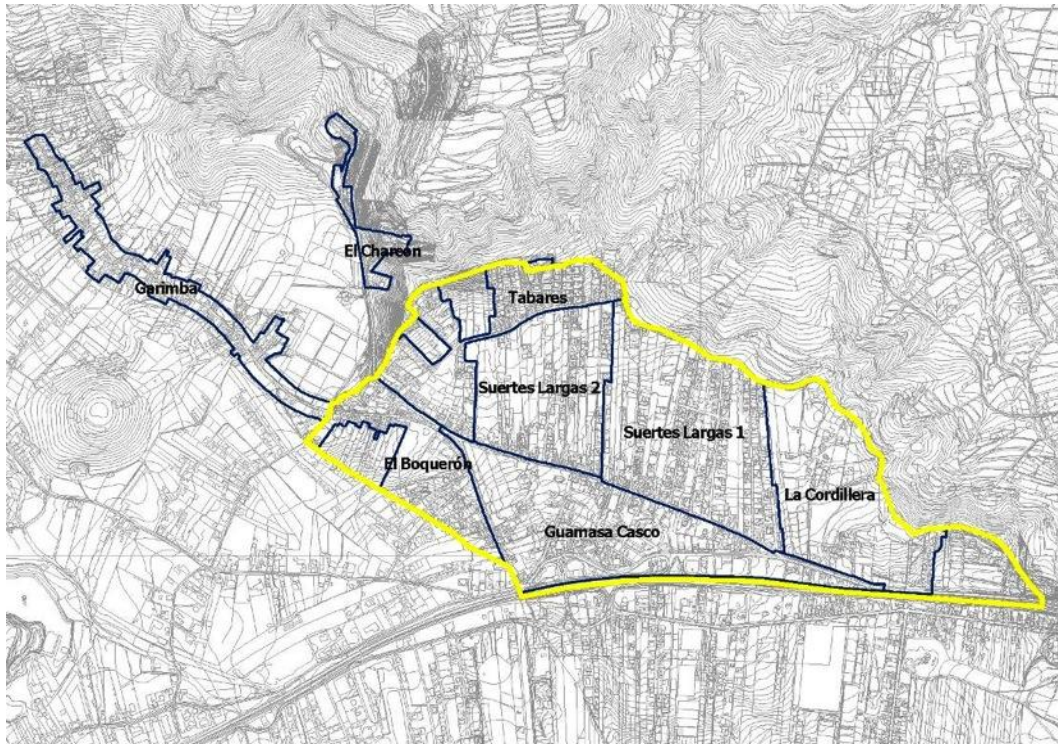 El Charcón
Garimba
Tabares
Suertes Largas 2
Suertes Largas 1
El Boquerón
La Cordillera
Guamasa Casco